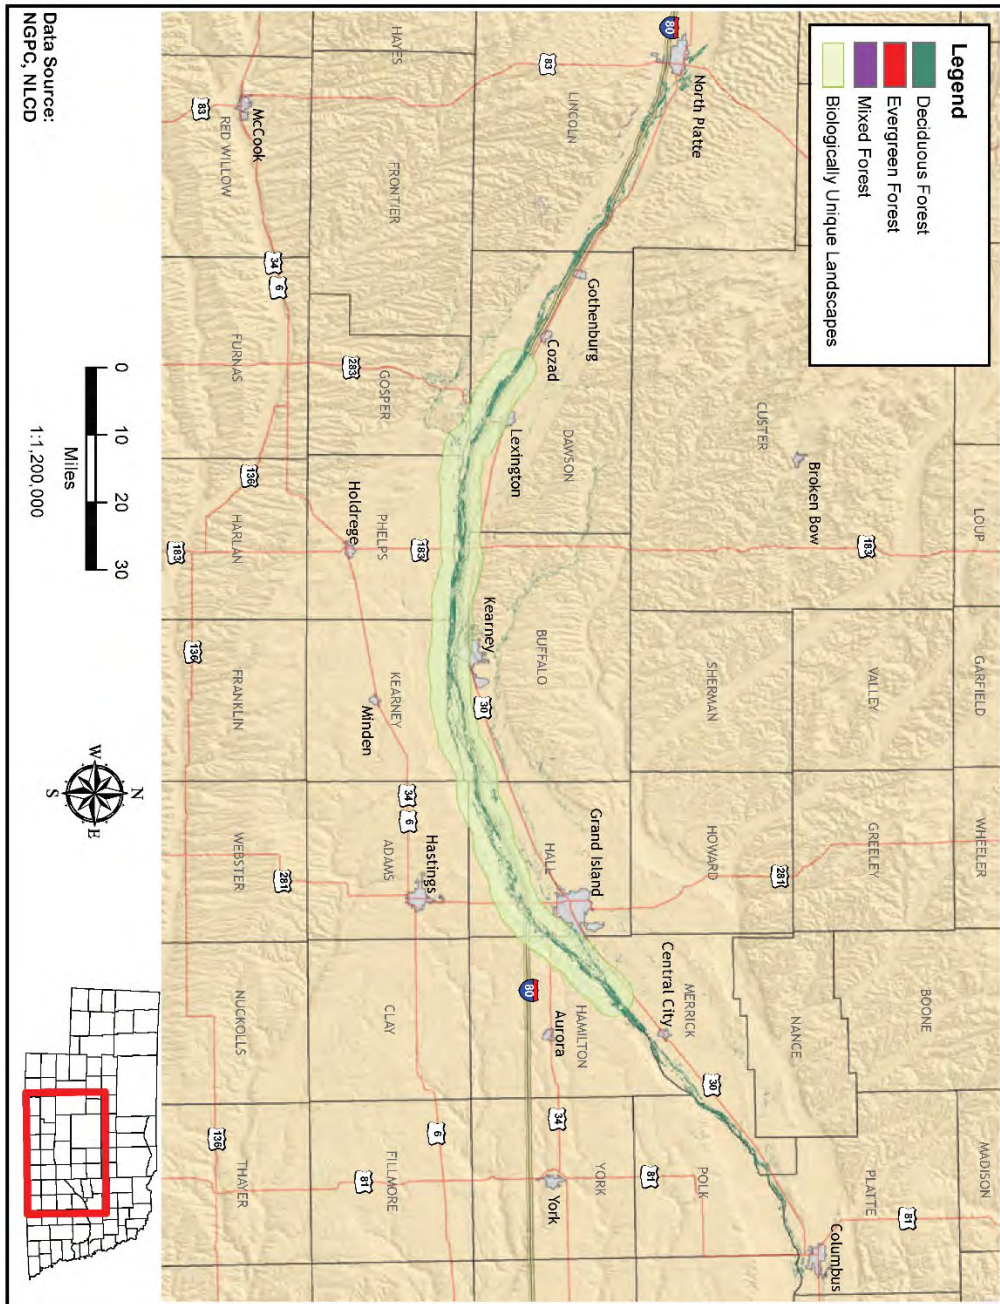 Legend
Deciduous Forest
Evergreen Forest
Mixed Forest
Biologically Unique Landscapes
LOUP
GARFIELD
WHEELER
BOONE
MADISON
CUSTER
Broken Bow
183
VALLEY
GREELEY
281
SHERMAN
HOWARD
NANCE
PLATTE
81
Columbus
80
North Platte
83
LINCOLN
Gothenburg
Cozad
DAWSON
Lexington
BUFFALO
Kearney
30
Grand Island
HALL
MERRICK
Central City
30
POLK
81
HAMILTON
Aurora
80
34
YORK
York
HAYES
FRONTIER
GOSPER
283
PHELPS
183
Holdrege
KEARNEY
Minden
34
6
ADAMS
Hastings
CLAY
6
FILLMORE
81
McCook
83
RED WILLOW
34
6
FURNAS
136
HARLAN
183
136
FRANKLIN
WEBSTER
281
NUCKOLLS
136
THAYER
Data Source:
NGPC, NLCD
0 10 20 30
Miles
1:1,200,000
N
W
E
S